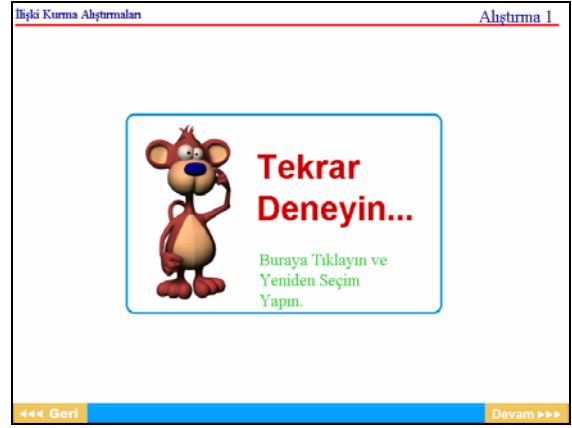 İlişki Kurma Alıştırmaları
Alıştırma 1
Tekrar
Deneyin...
Buraya Tıklayın ve
Yeniden Seçim
Yapın.
◄◄◄ Geri
Devam ►►►